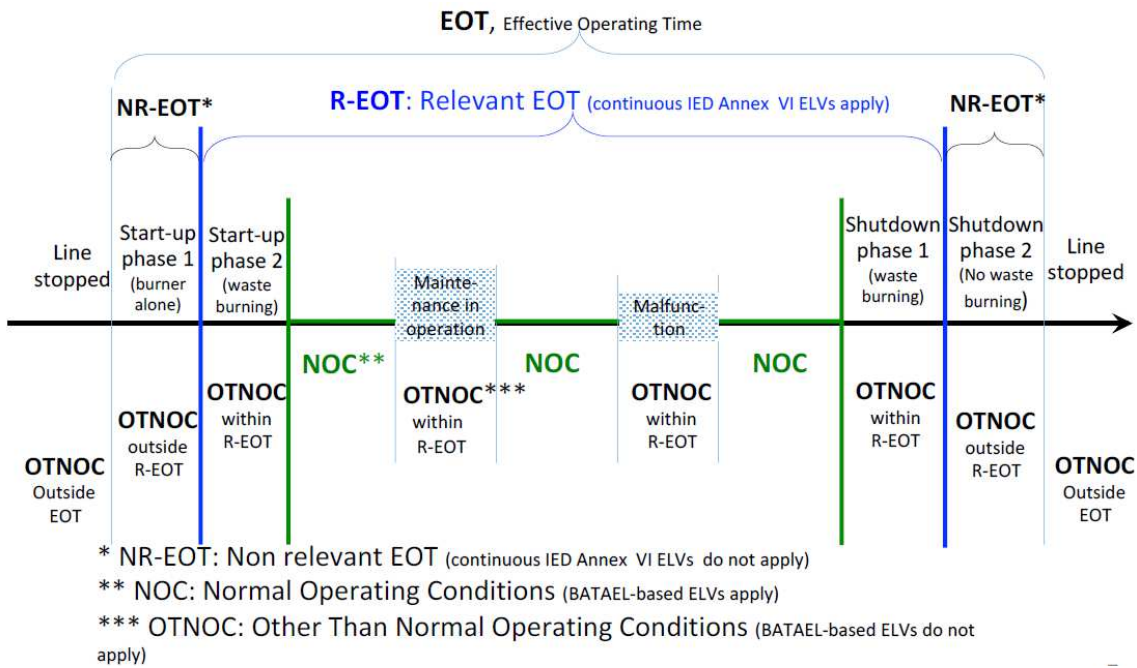 EOT, Effective Operating Time
NR-EOT*
R-EOT: Relevant EOT (continuous IED Annex VI ELVs apply)
NR-EOT*
Line
stopped
Start-up
phase 1
(burner
alone)
Start-up
phase 2
(waste
burning)
Mainte-
nance in
operation
Malfunc-
tion
Shutdown
phase 1
(waste
burning)
Shutdown
phase 2
(No waste
burning)
Line
stopped
NOC**
NOC
NOC
OTNOC
Outside
EOT
OTNOC
outside
R-EOT
OTNOC
within
R-EOT
OTNOC***
within
R-EOT
OTNOC
within
R-EOT
OTNOC
within
R-EOT
OTNOC
outside
R-EOT
OTNOC
Outside
EOT
* NR-EOT: Non relevant EOT (continuous IED Annex VI ELVs do not apply)
** NOC: Normal Operating Conditions (BATAEL-based ELVs apply)
*** OTNOC: Other Than Normal Operating Conditions (BATAEL-based ELVs do not
apply)